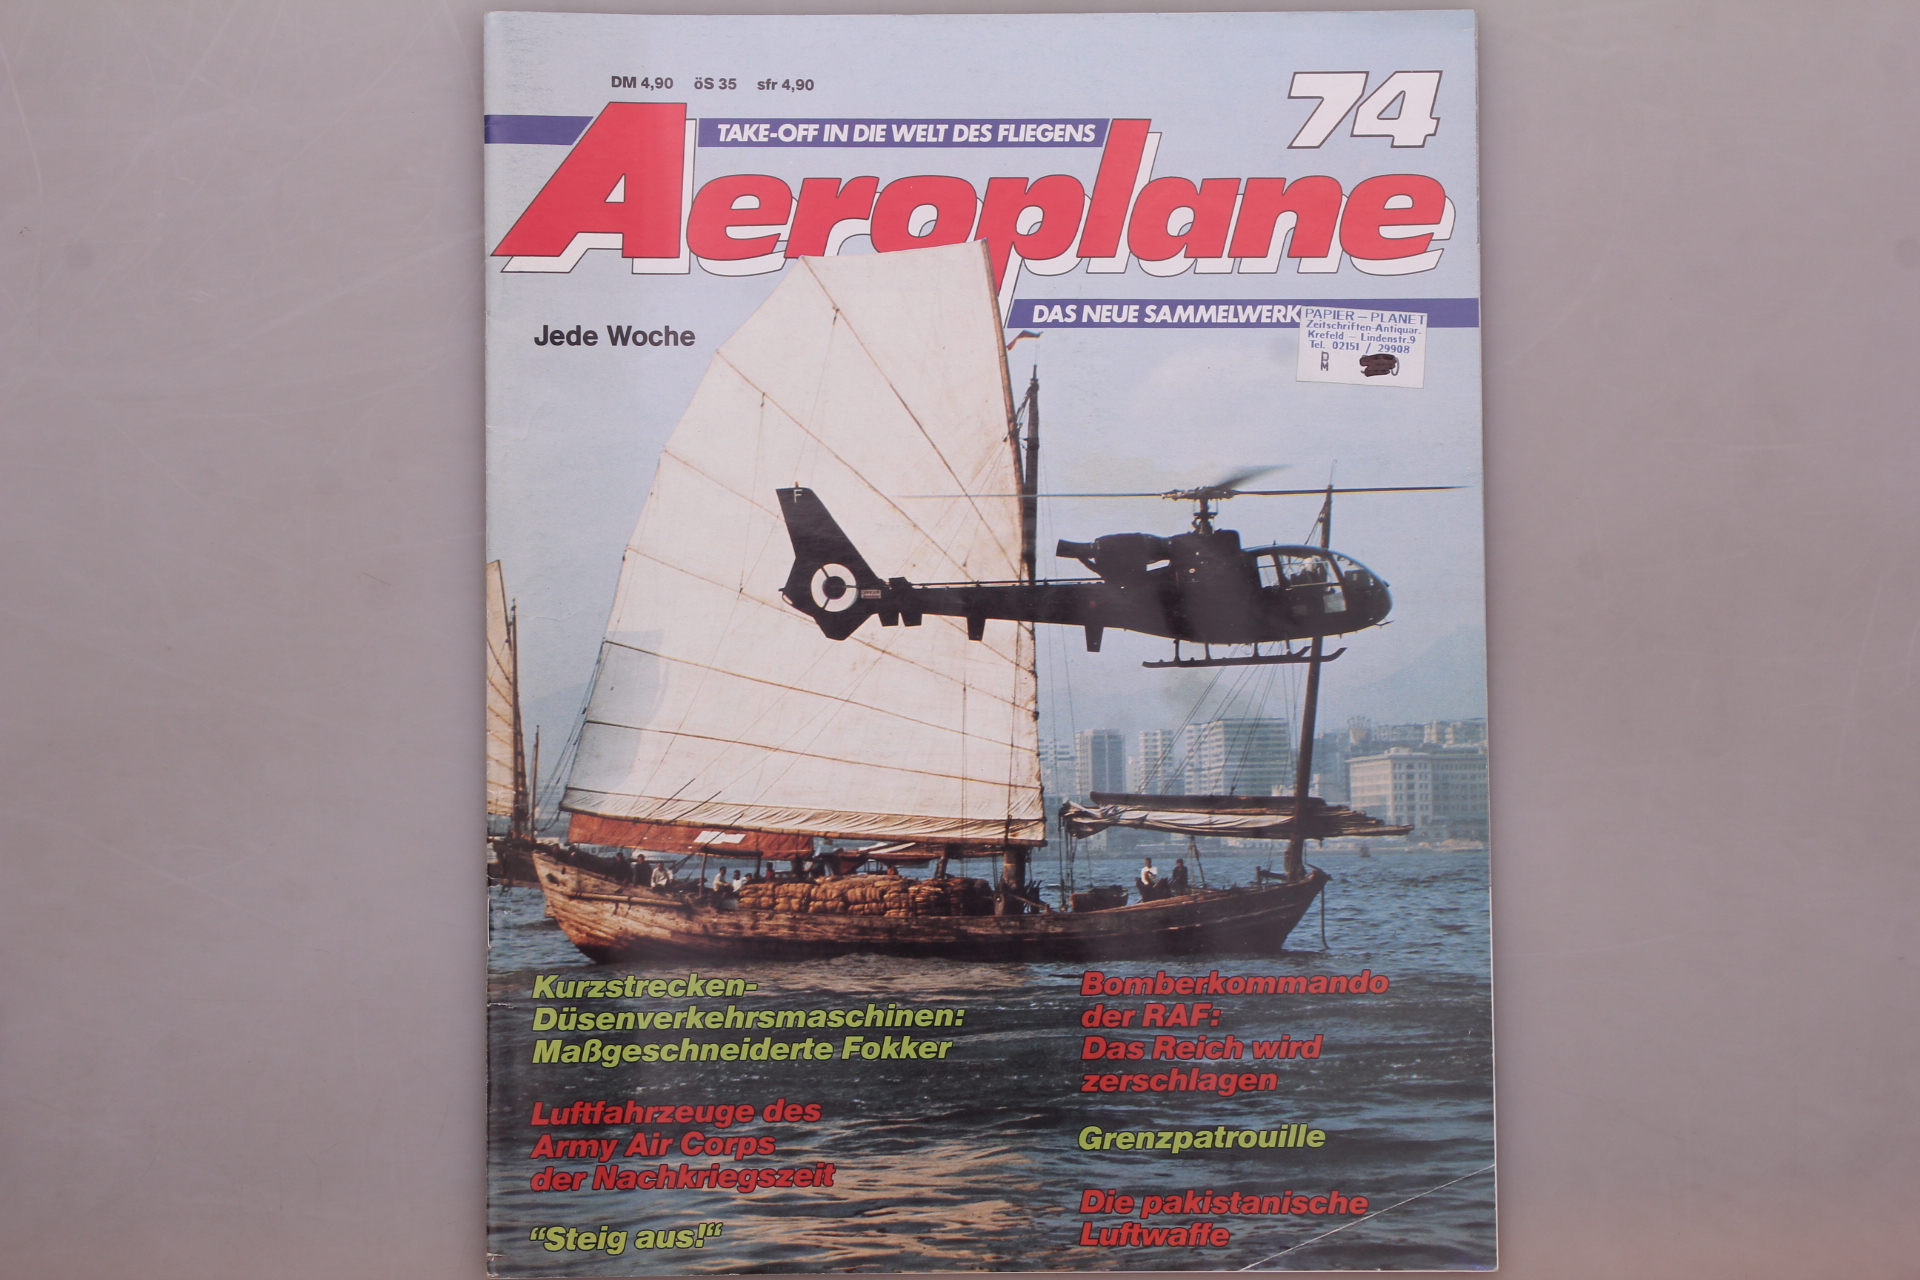 DM 4,90 öS 35 sfr 4,90
74
TAKE-OFF IN DIE WELT DES FLIEGENS
Aeroplane
DAS NEUE SAMMELWERK
PAPIER – PLANET
Zeitschriften-Antiquar.
Krefeld – Lindenstr.9
Tel. 02151 / 29908
DM
Jede Woche
F
Kurzstrecken-
Düsenverkehrsmaschinen:
Maßgeschneiderte Fokker
Luftfahrzeuge des
Army Air Corps
der Nachkriegszeit
“Steig aus!“
Bomberkommando
der RAF:
Das Reich wird
zerschlagen
Grenzpatrouille
Die pakistanische
Luftwaffe